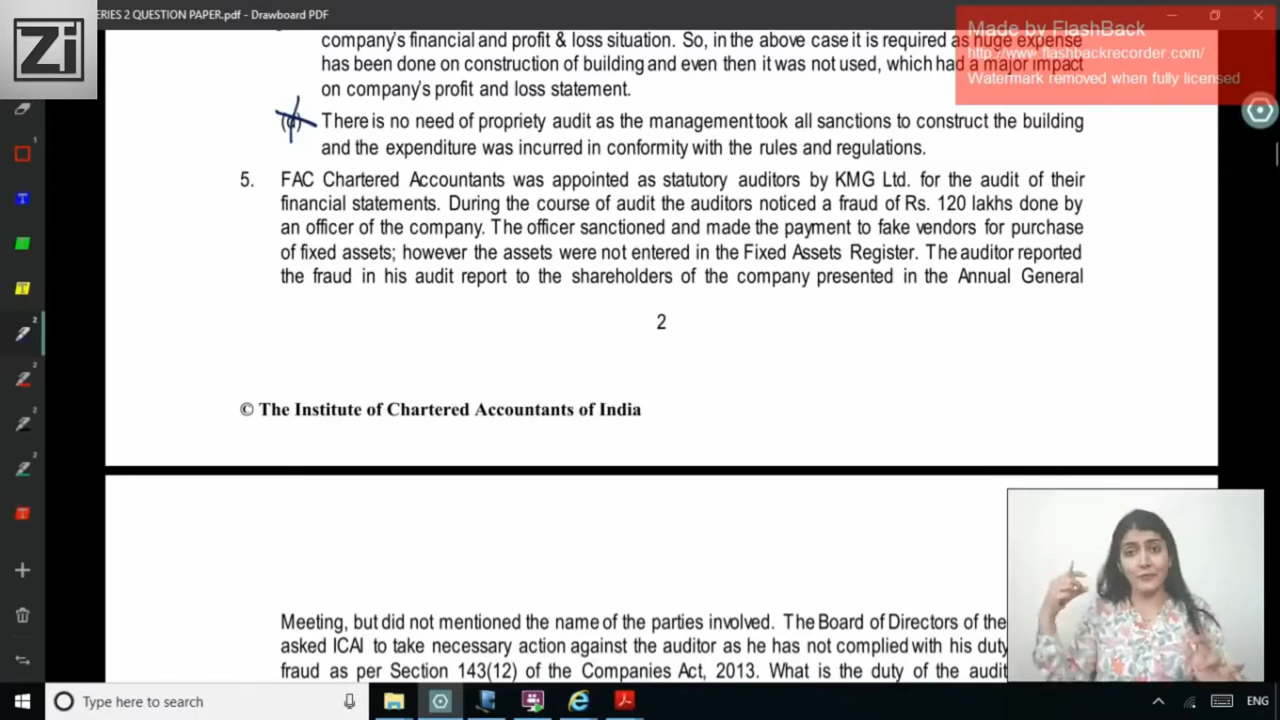 ERIES 2 QUESTION PAPER.pdf - Drawboard PDF
Zi
Made by FlashBack
http://www.flashbackrecorder.com/
Watermark removed when fully licensed
company's financial and profit & loss situation. So, in the above case it is required as huge expense
has been done on construction of building and even then it was not used, which had a major impact
on company's profit and loss statement.
(d) There is no need of propriety audit as the management took all sanctions to construct the building
and the expenditure was incurred in conformity with the rules and regulations.
5. FAC Chartered Accountants was appointed as statutory auditors by KMG Ltd. for the audit of their
financial statements. During the course of audit the auditors noticed a fraud of Rs. 120 lakhs done by
an officer of the company. The officer sanctioned and made the payment to fake vendors for purchase
of fixed assets; however the assets were not entered in the Fixed Assets Register. The auditor reported
the fraud in his audit report to the shareholders of the company presented in the Annual General
2
© The Institute of Chartered Accountants of India
Meeting, but did not mentioned the name of the parties involved. The Board of Directors of the
asked ICAI to take necessary action against the auditor as he has not complied with his duty
fraud as per Section 143(12) of the Companies Act, 2013. What is the duty of the audit
Type here to search
ENG